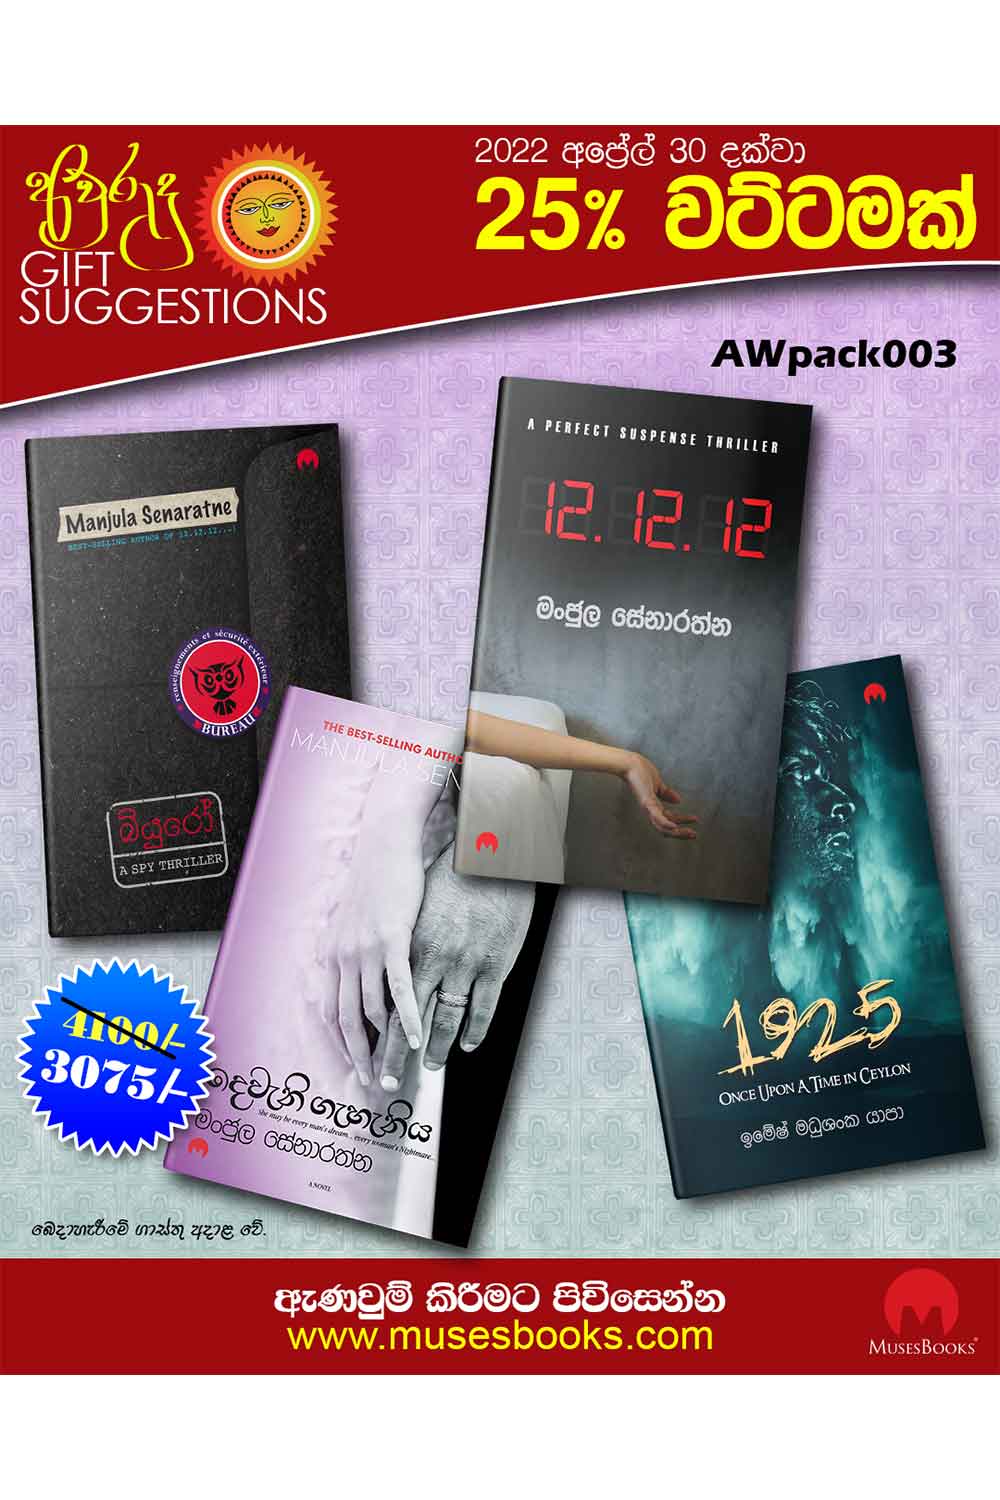 අවුරුදු
GIFT
SUGGESTIONS
2022 අප්‍රේල් 30 දක්වා
25% වට්ටමක්
AWpack003
Manjula Senaratne
BEST-SELLING AUTHOR OF 12.12.12...!
renseignements et sécurité extérieur
BUREAU
බියුරෝ
A SPY THRILLER
A PERFECT SUSPENSE THRILLER
12.12.12
මංජුල සේනාරත්න
THE BEST-SELLING AUTHO
MANJULA SEN
දෙවැනි ගැහැනිය
She may be every man's dream... every woman's Nightmare...
මංජුල සේනාරත්න
A NOVEL
1925
ONCE UPON A TIME IN CEYLON
ඉමේෂ් මධුශංක යාපා
4100/-
3075/-
බෙදාහැරීමේ ගාස්තු අදාළ වේ.
ඇණවුම් කිරීමට පිවිසෙන්න
www.musesbooks.com
MUSESBOOKS